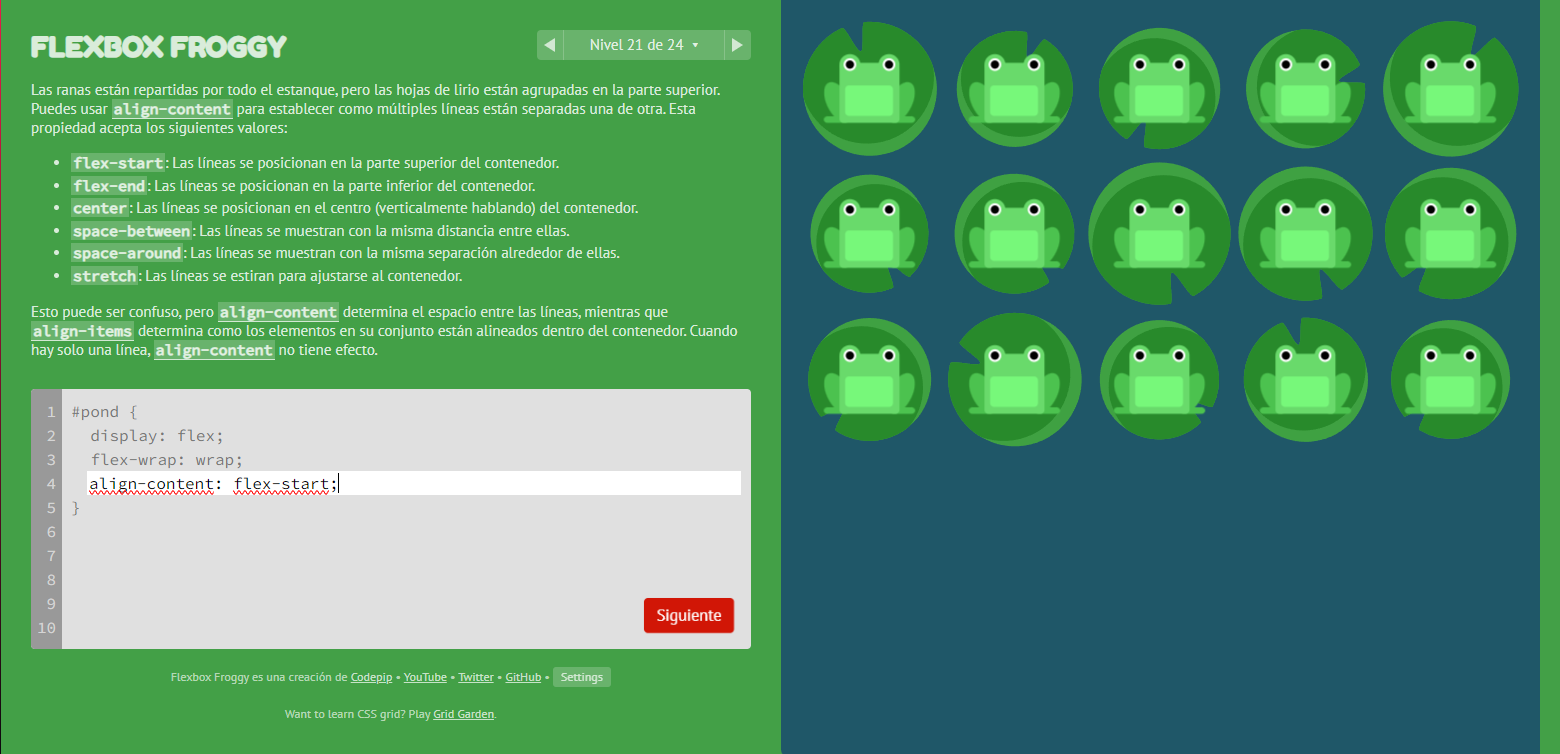 FLEXBOX FROGGY
Nivel 21 de 24
Las ranas están repartidas por todo el estanque, pero las hojas de lirio están agrupadas en la parte superior.
Puedes usar align-content para establecer como múltiples líneas están separadas una de otra. Esta
propiedad acepta los siguientes valores:
• flex-start: Las líneas se posicionan en la parte superior del contenedor.
• flex-end: Las líneas se posicionan en la parte inferior del contenedor.
• center: Las líneas se posicionan en el centro (verticalmente hablando) del contenedor.
• space-between: Las líneas se muestran con la misma distancia entre ellas.
• space-around: Las líneas se muestran con la misma separación alrededor de ellas.
• stretch: Las líneas se estiran para ajustarse al contenedor.
Esto puede ser confuso, pero align-content determina el espacio entre las líneas, mientras que
align-items determina como los elementos en su conjunto están alineados dentro del contenedor. Cuando
hay solo una línea, align-content no tiene efecto.
1 #pond {
2 display: flex;
3 flex-wrap: wrap;
4 align-content: flex-start;
5 }
6
7
8
9
10
Siguiente
Flexbox Froggy es una creación de Codepip • YouTube • Twitter • GitHub • Settings
Want to learn CSS grid? Play Grid Garden.